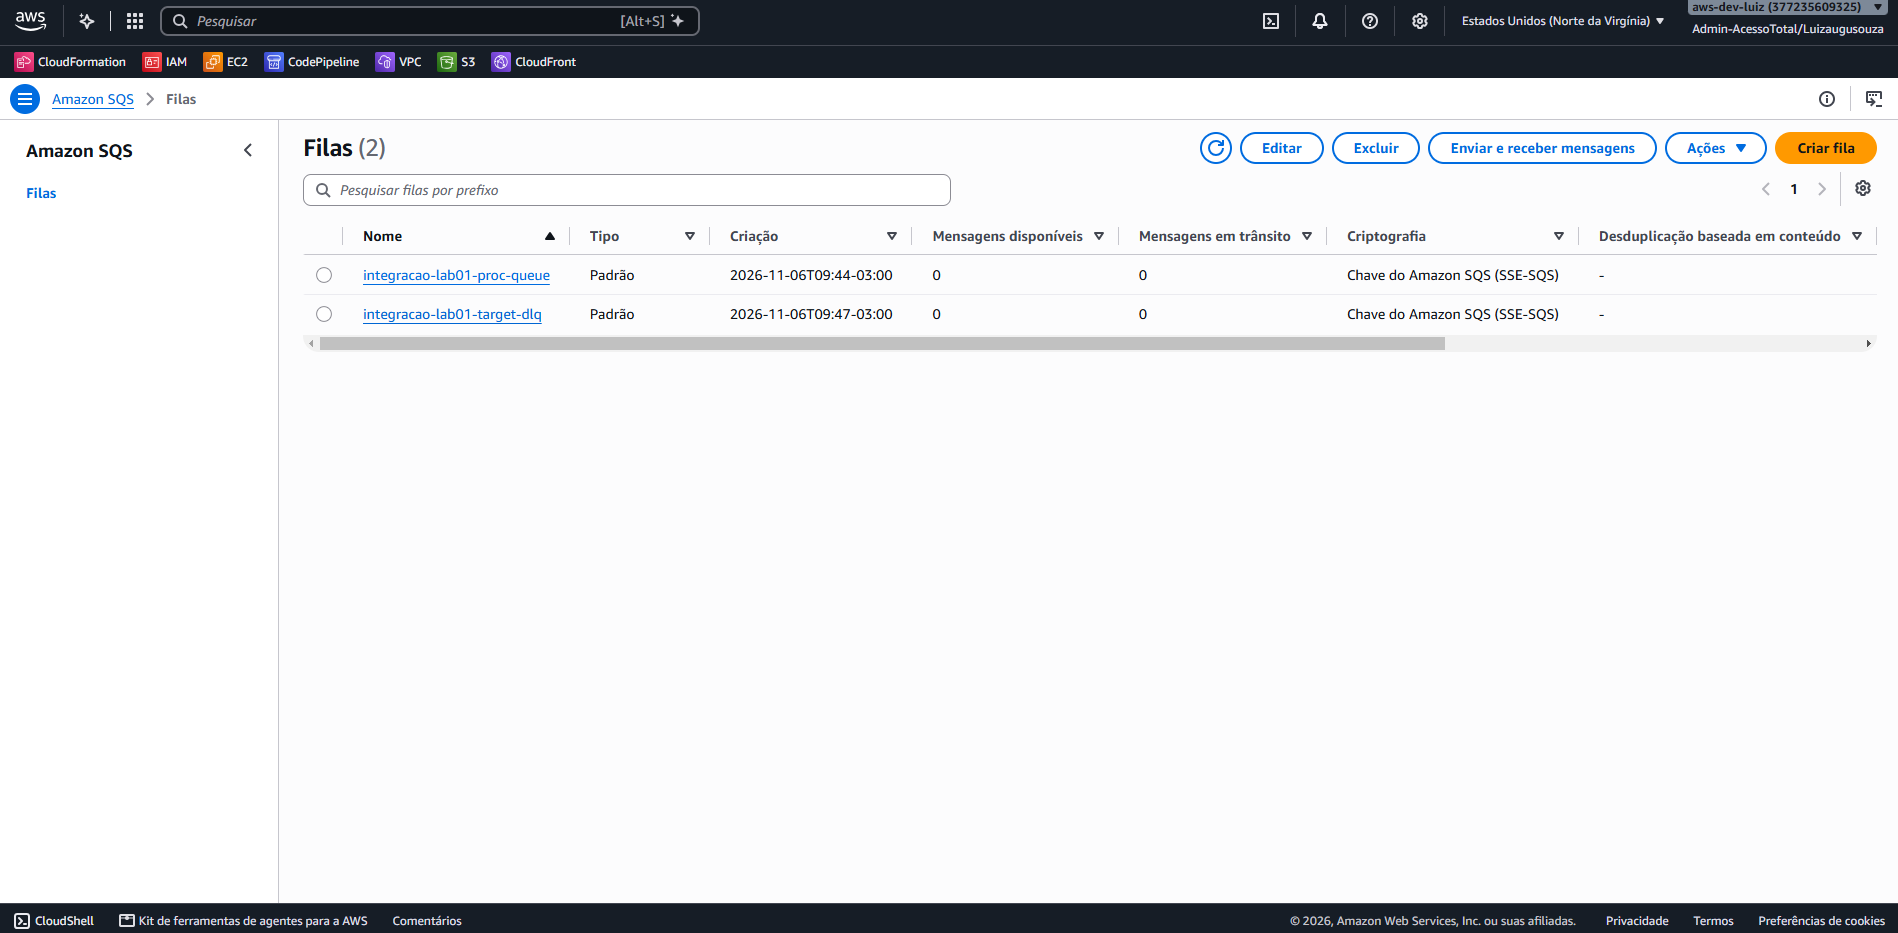 aws
Pesquisar [Alt+S]
Estados Unidos (Norte da Virgínia)
aws-dev-luiz (377235609325)
Admin-AcessoTotal/Luizaugusouza
CloudFormation IAM EC2 CodePipeline VPC S3 CloudFront
Amazon SQS Filas
Amazon SQS
Filas
Filas (2)
Editar Excluir Enviar e receber mensagens Ações Criar fila
Pesquisar filas por prefixo
1
Nome Tipo Criação Mensagens disponíveis Mensagens em trânsito Criptografia Desduplicação baseada em conteúdo
integracao-lab01-proc-queue Padrão 2026-11-06T09:44-03:00 0 0 Chave do Amazon SQS (SSE-SQS) -
integracao-lab01-target-dlq Padrão 2026-11-06T09:47-03:00 0 0 Chave do Amazon SQS (SSE-SQS) -
CloudShell Kit de ferramentas de agentes para a AWS Comentários © 2026, Amazon Web Services, Inc. ou suas afiliadas. Privacidade Termos Preferências de cookies